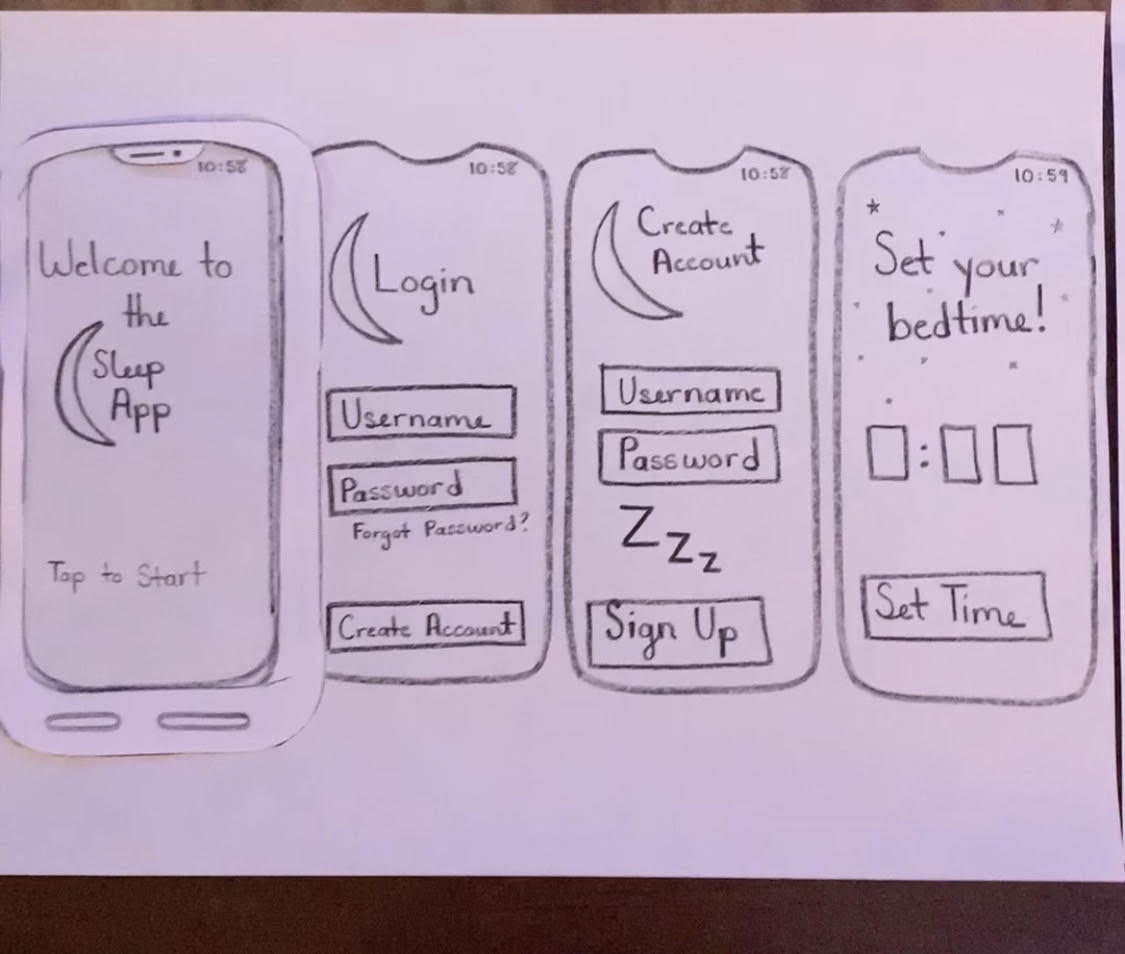 10:58
Welcome to
the
Sleep
App
Tap to Start
10:58
Login
Username
Password
Forgot Password?
Create Account
10:58
Create
Account
Username
Password
Zzz
Sign Up
10:59
Set your
bedtime!
:
Set Time